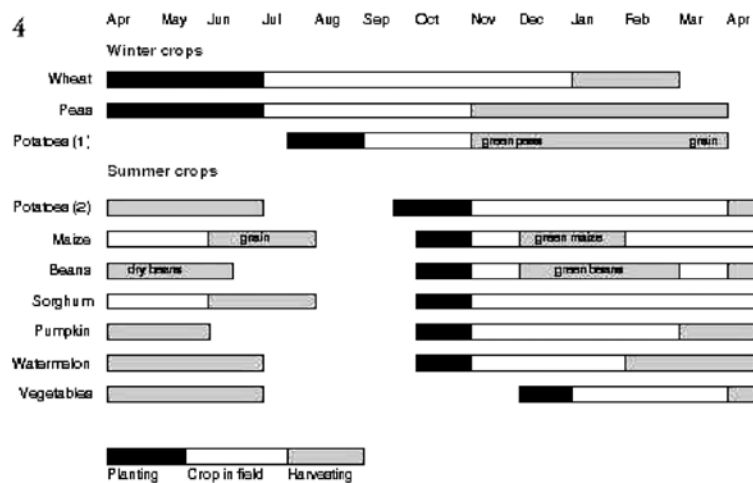 4
Apr May Jun Jul Aug Sep Oct Nov Dec Jan Feb Mar Apr
Winter crops
Wheat
Peas
Potatoes (1) green peas grain
Summer crops
Potatoes (2)
Maize grain green maize
Beans dry beans green beans
Sorghum
Pumpkin
Watermelon
Vegetables
Planting Crop in field Harvesting